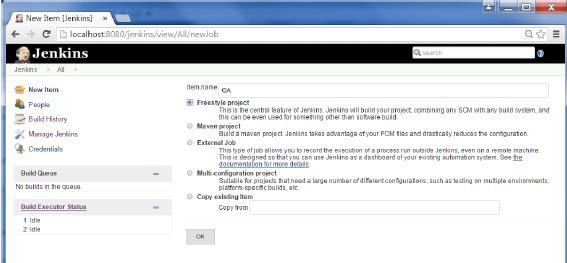 New Item [Jenkins]
localhost:8080/jenkins/view/All/newJob
Jenkins
search
Jenkins
All
New Item
People
Build History
Manage Jenkins
Credentials
Build Queue
No builds in the queue.
Build Executor Status
1 Idle
2 Idle
Item name
QA
Freestyle project
This is the central feature of Jenkins. Jenkins will build your project, combining any SCM with any build system, and
this can be even used for something other than software build.
Maven project
Build a maven project. Jenkins takes advantage of your POM files and drastically reduces the configuration.
External Job
This type of job allows you to record the execution of a process run outside Jenkins, even on a remote machine.
This is designed so that you can use Jenkins as a dashboard of your existing automation system. See the
documentation for more details.
Multi-configuration project
Suitable for projects that need a large number of different configurations, such as testing on multiple environments,
platform-specific builds, etc.
Copy existing Item
Copy from
OK